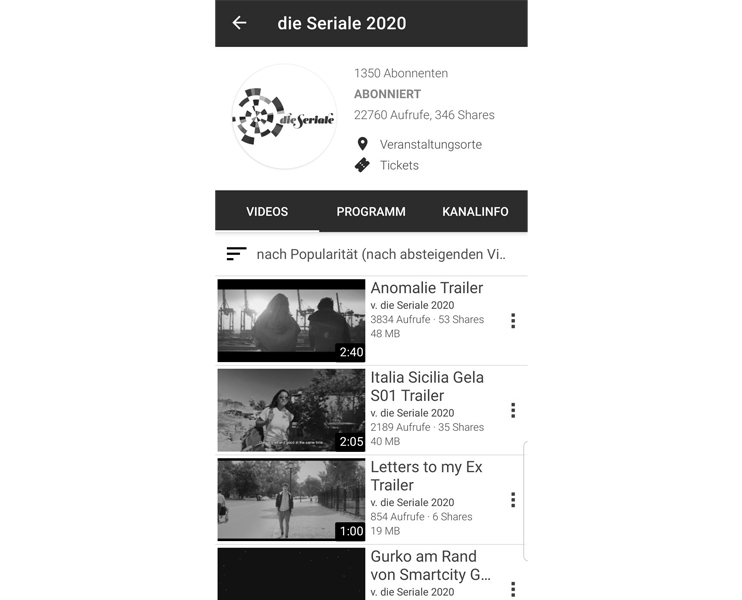 die Seriale 2020
1350 Abonnenten
ABONNIERT
22760 Aufrufe, 346 Shares
die Seriale
Veranstaltungsorte
Tickets
VIDEOS PROGRAMM KANALINFO
nach Popularität (nach absteigenden Vi..
Anomalie Trailer
v. die Seriale 2020
3834 Aufrufe · 53 Shares
48 MB
2:40
Italia Sicilia Gela
S01 Trailer
v. die Seriale 2020
2189 Aufrufe · 35 Shares
40 MB
2:05
Letters to my Ex
Trailer
v. die Seriale 2020
854 Aufrufe · 6 Shares
19 MB
1:00
Gurko am Rand
von Smartcity G...
v. die Seriale 2020